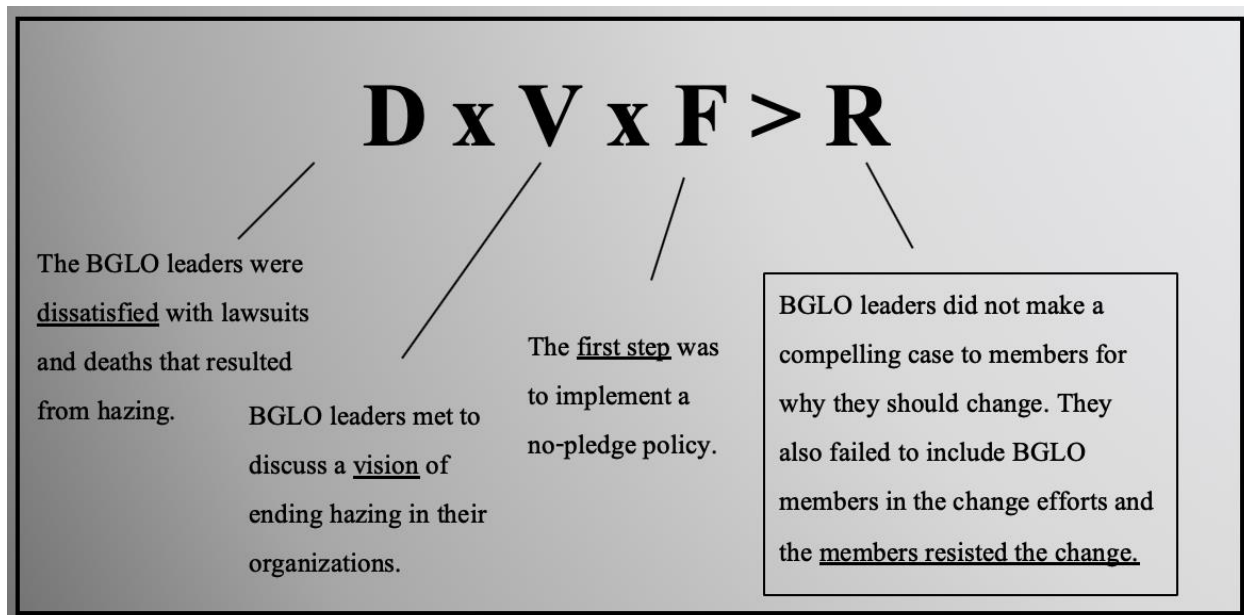 D x V x F > R
The BGLO leaders were
dissatisfied with lawsuits
and deaths that resulted
from hazing.
BGLO leaders met to
discuss a vision of
ending hazing in their
organizations.
The first step was
to implement a
no-pledge policy.
BGLO leaders did not make a
compelling case to members for
why they should change. They
also failed to include BGLO
members in the change efforts and
the members resisted the change.